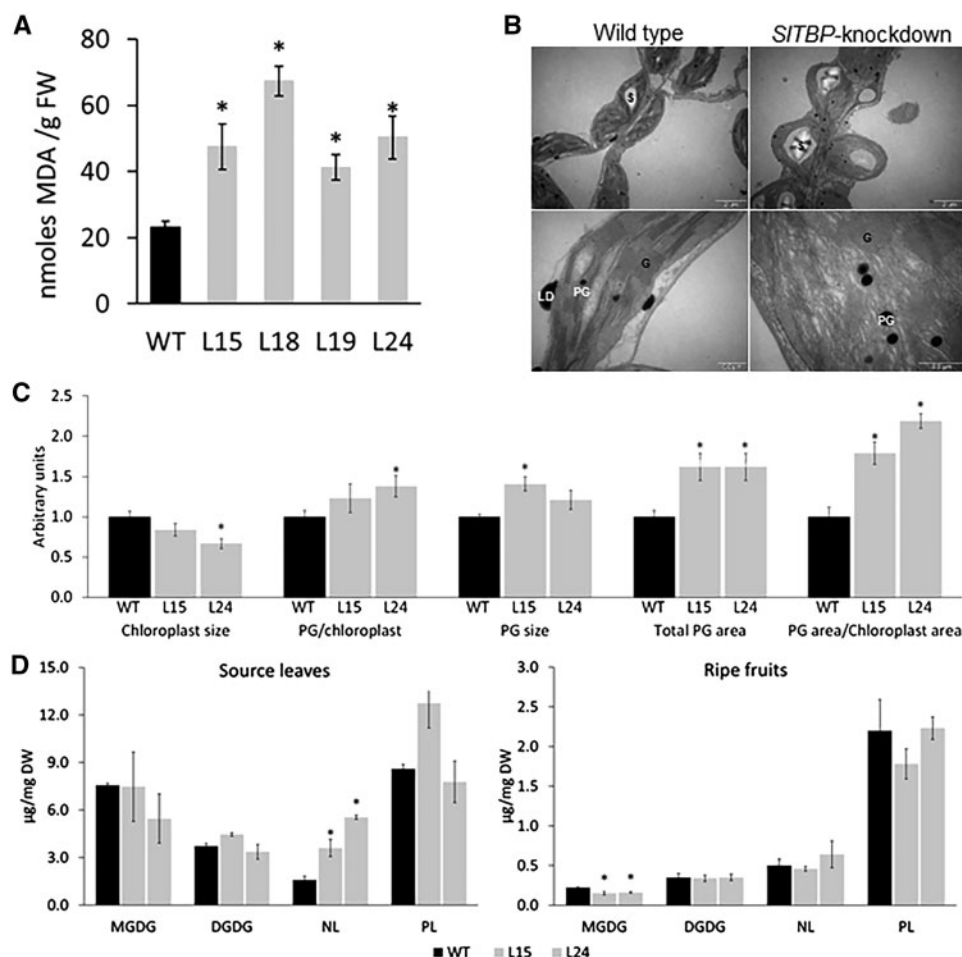 A
nmoles MDA /g FW
80
60
40
20
0
* * * *
WT L15 L18 L19 L24
B
Wild type SlTBP-knockdown
S S
G G
LD PG PG
C
Arbitrary units
2.5
2.0
1.5
1.0
0.5
0.0
* * * * * * *
WT L15 L24 WT L15 L24 WT L15 L24 WT L15 L24 WT L15 L24
Chloroplast size PG/chloroplast PG size Total PG area PG area/Chloroplast area
D
Source leaves
µg/mg DW
15.0
12.0
9.0
6.0
3.0
0.0
* *
MGDG DGDG NL PL
Ripe fruits
µg/mg DW
3.0
2.5
2.0
1.5
1.0
0.5
0.0
* *
MGDG DGDG NL PL
WT L15 L24